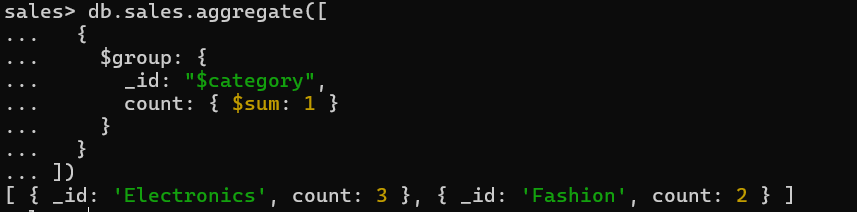 sales> db.sales.aggregate([
...   {
...     $group: {
...       _id: "$category",
...       count: { $sum: 1 }
...     }
...   }
... ])
[ { _id: 'Electronics', count: 3 }, { _id: 'Fashion', count: 2 } ]